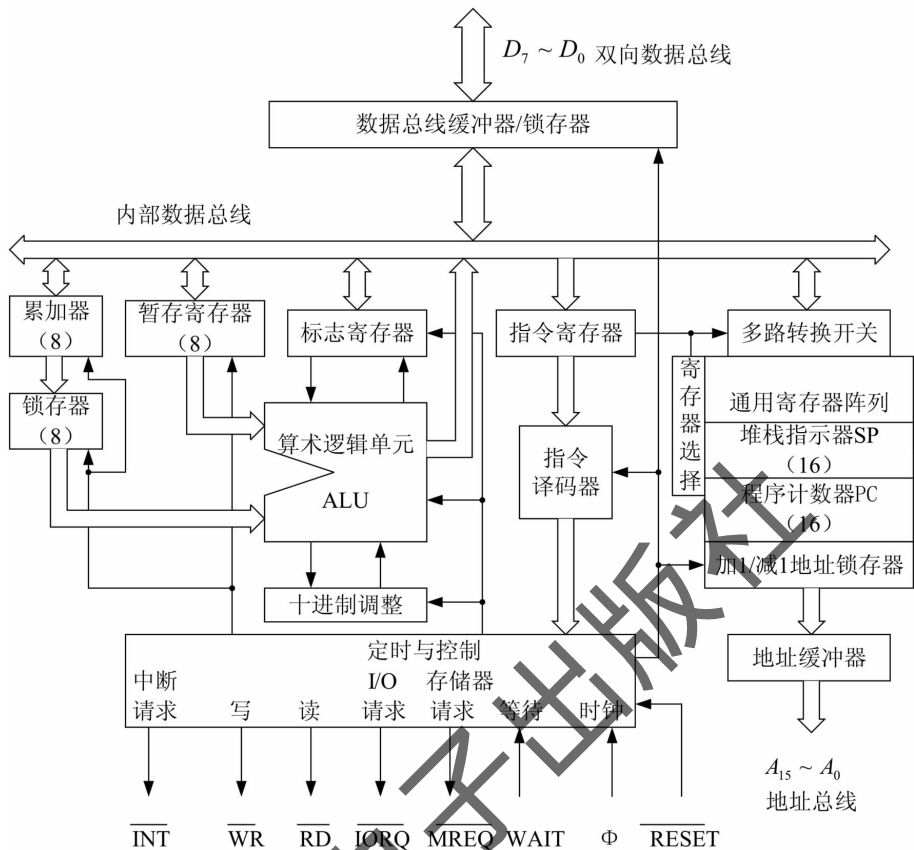 D7 ~ D0 双向数据总线
数据总线缓冲器/锁存器
内部数据总线
累加器
(8)
暂存寄存器
(8)
标志寄存器
指令寄存器
多路转换开关
锁存器
(8)
算术逻辑单元
ALU
指令
译码器
寄存器选择
通用寄存器阵列
堆栈指示器SP
(16)
程序计数器PC
(16)
加1/减1地址锁存器
十进制调整
定时与控制
中断
请求
写
读
I/O
请求
存储器
请求
等待
时钟
地址缓冲器
A15 ~ A0
地址总线
INT
WR
RD
IORQ
MREQ
WAIT
Φ
RESET
子出版社